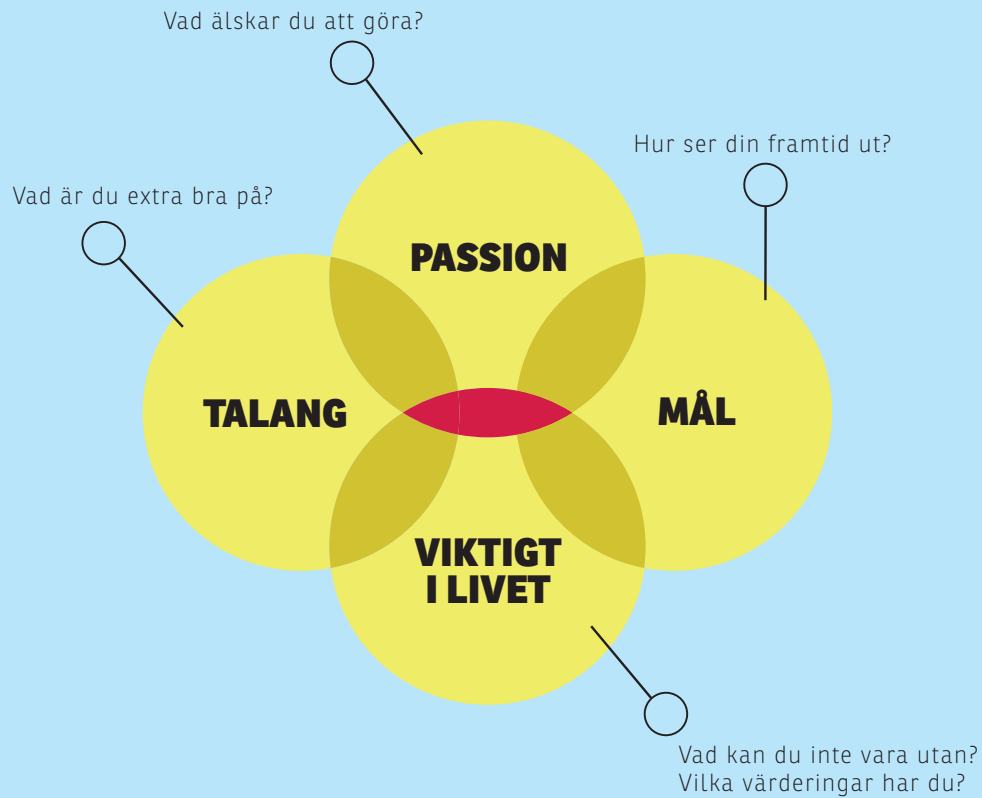 Vad älskar du att göra?
Hur ser din framtid ut?
Vad är du extra bra på?
PASSION
TALANG
MÅL
VIKTIGT
I LIVET
Vad kan du inte vara utan?
Vilka värderingar har du?